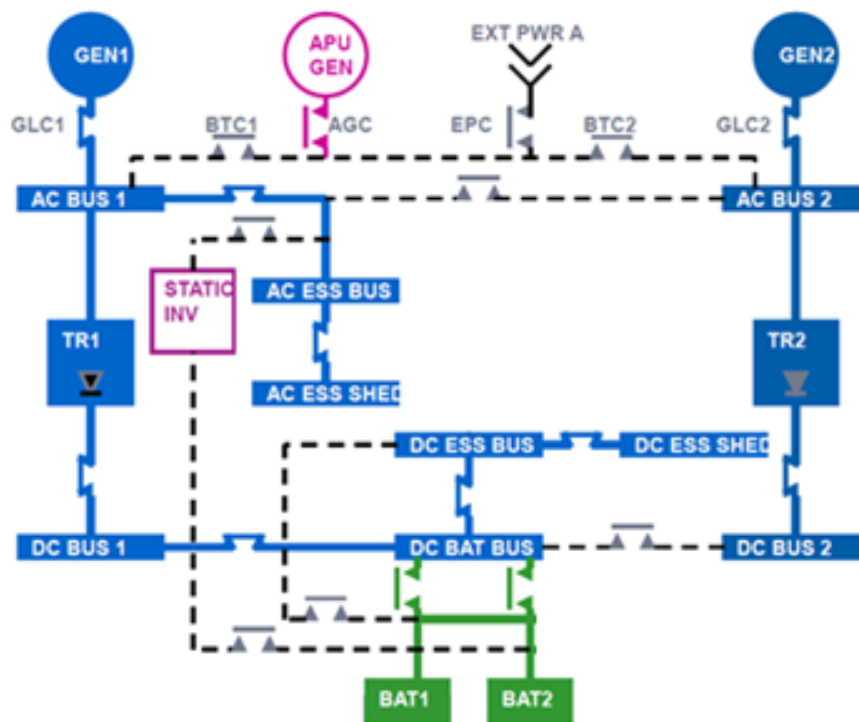 GEN1
APU
GEN
EXT PWR A
GEN2
GLC1
BTC1
AGC
EPC
BTC2
GLC2
AC BUS 1
AC BUS 2
STATIC
INV
AC ESS BUS
TR1
TR2
AC ESS SHED
DC ESS BUS
DC ESS SHED
DC BUS 1
DC BAT BUS
DC BUS 2
BAT1
BAT2